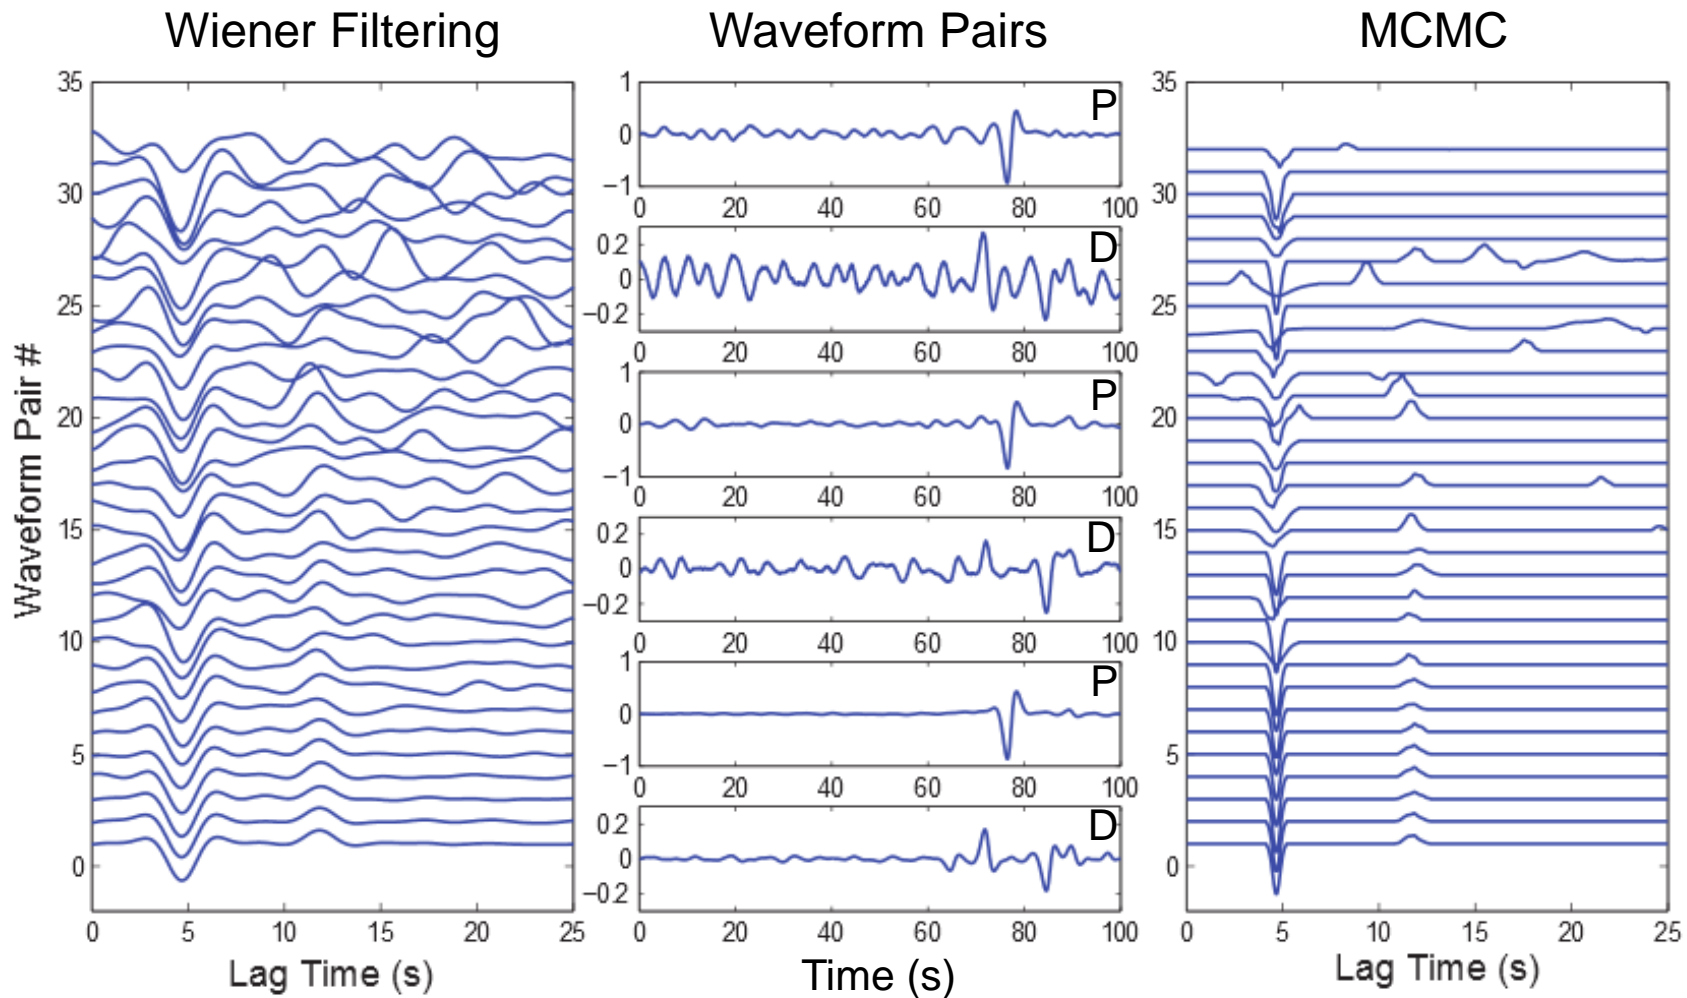 Wiener Filtering
Waveform Pairs
MCMC
Waveform Pair #
35
30
25
20
15
10
5
0
0 5 10 15 20 25
Lag Time (s)
P
1
0
−1
0 20 40 60 80 100
D
0.2
0
−0.2
0 20 40 60 80 100
P
1
0
−1
0 20 40 60 80 100
D
0.2
0
−0.2
0 20 40 60 80 100
P
1
0
−1
0 20 40 60 80 100
D
0.2
0
−0.2
0 20 40 60 80 100
Time (s)
35
30
25
20
15
10
5
0
0 5 10 15 20 25
Lag Time (s)